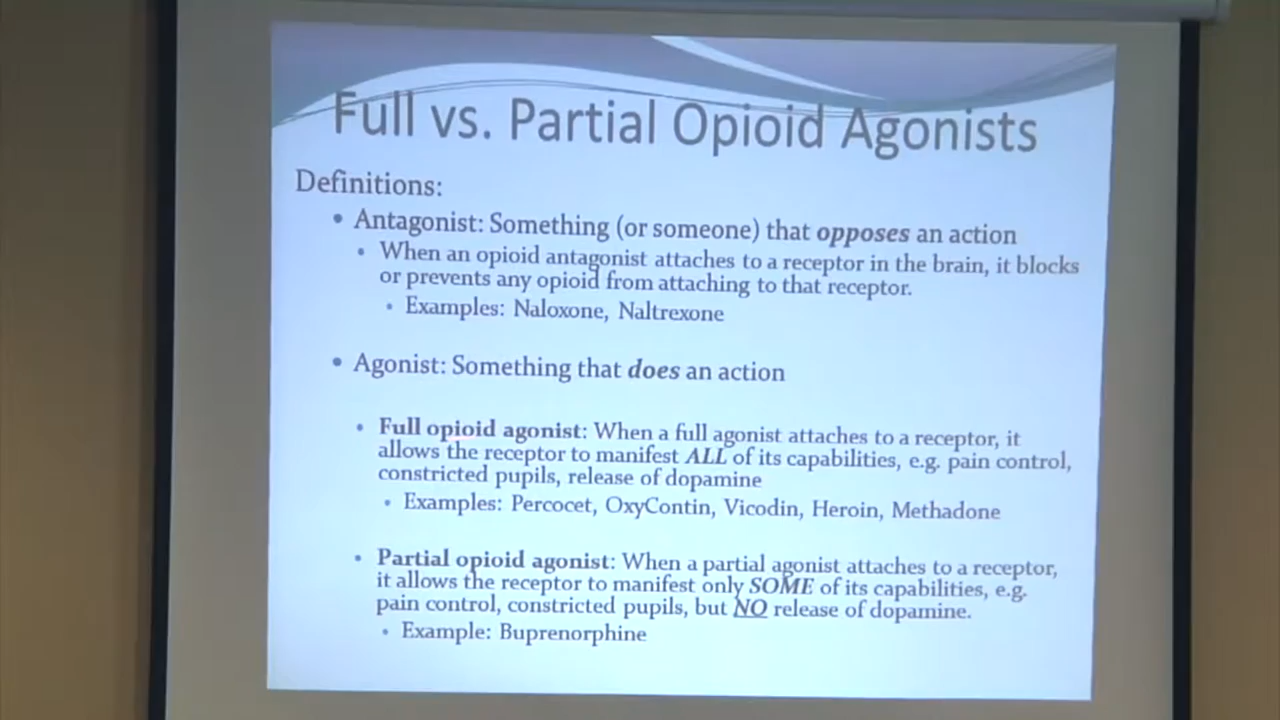 Full vs. Partial Opioid Agonists
Definitions:
• Antagonist: Something (or someone) that opposes an action
• When an opioid antagonist attaches to a receptor in the brain, it blocks
or prevents any opioid from attaching to that receptor.
• Examples: Naloxone, Naltrexone
• Agonist: Something that does an action
• Full opioid agonist: When a full agonist attaches to a receptor, it
allows the receptor to manifest ALL of its capabilities, e.g. pain control,
constricted pupils, release of dopamine
• Examples: Percocet, OxyContin, Vicodin, Heroin, Methadone
• Partial opioid agonist: When a partial agonist attaches to a receptor,
it allows the receptor to manifest only SOME of its capabilities, e.g.
pain control, constricted pupils, but NO release of dopamine.
• Example: Buprenorphine